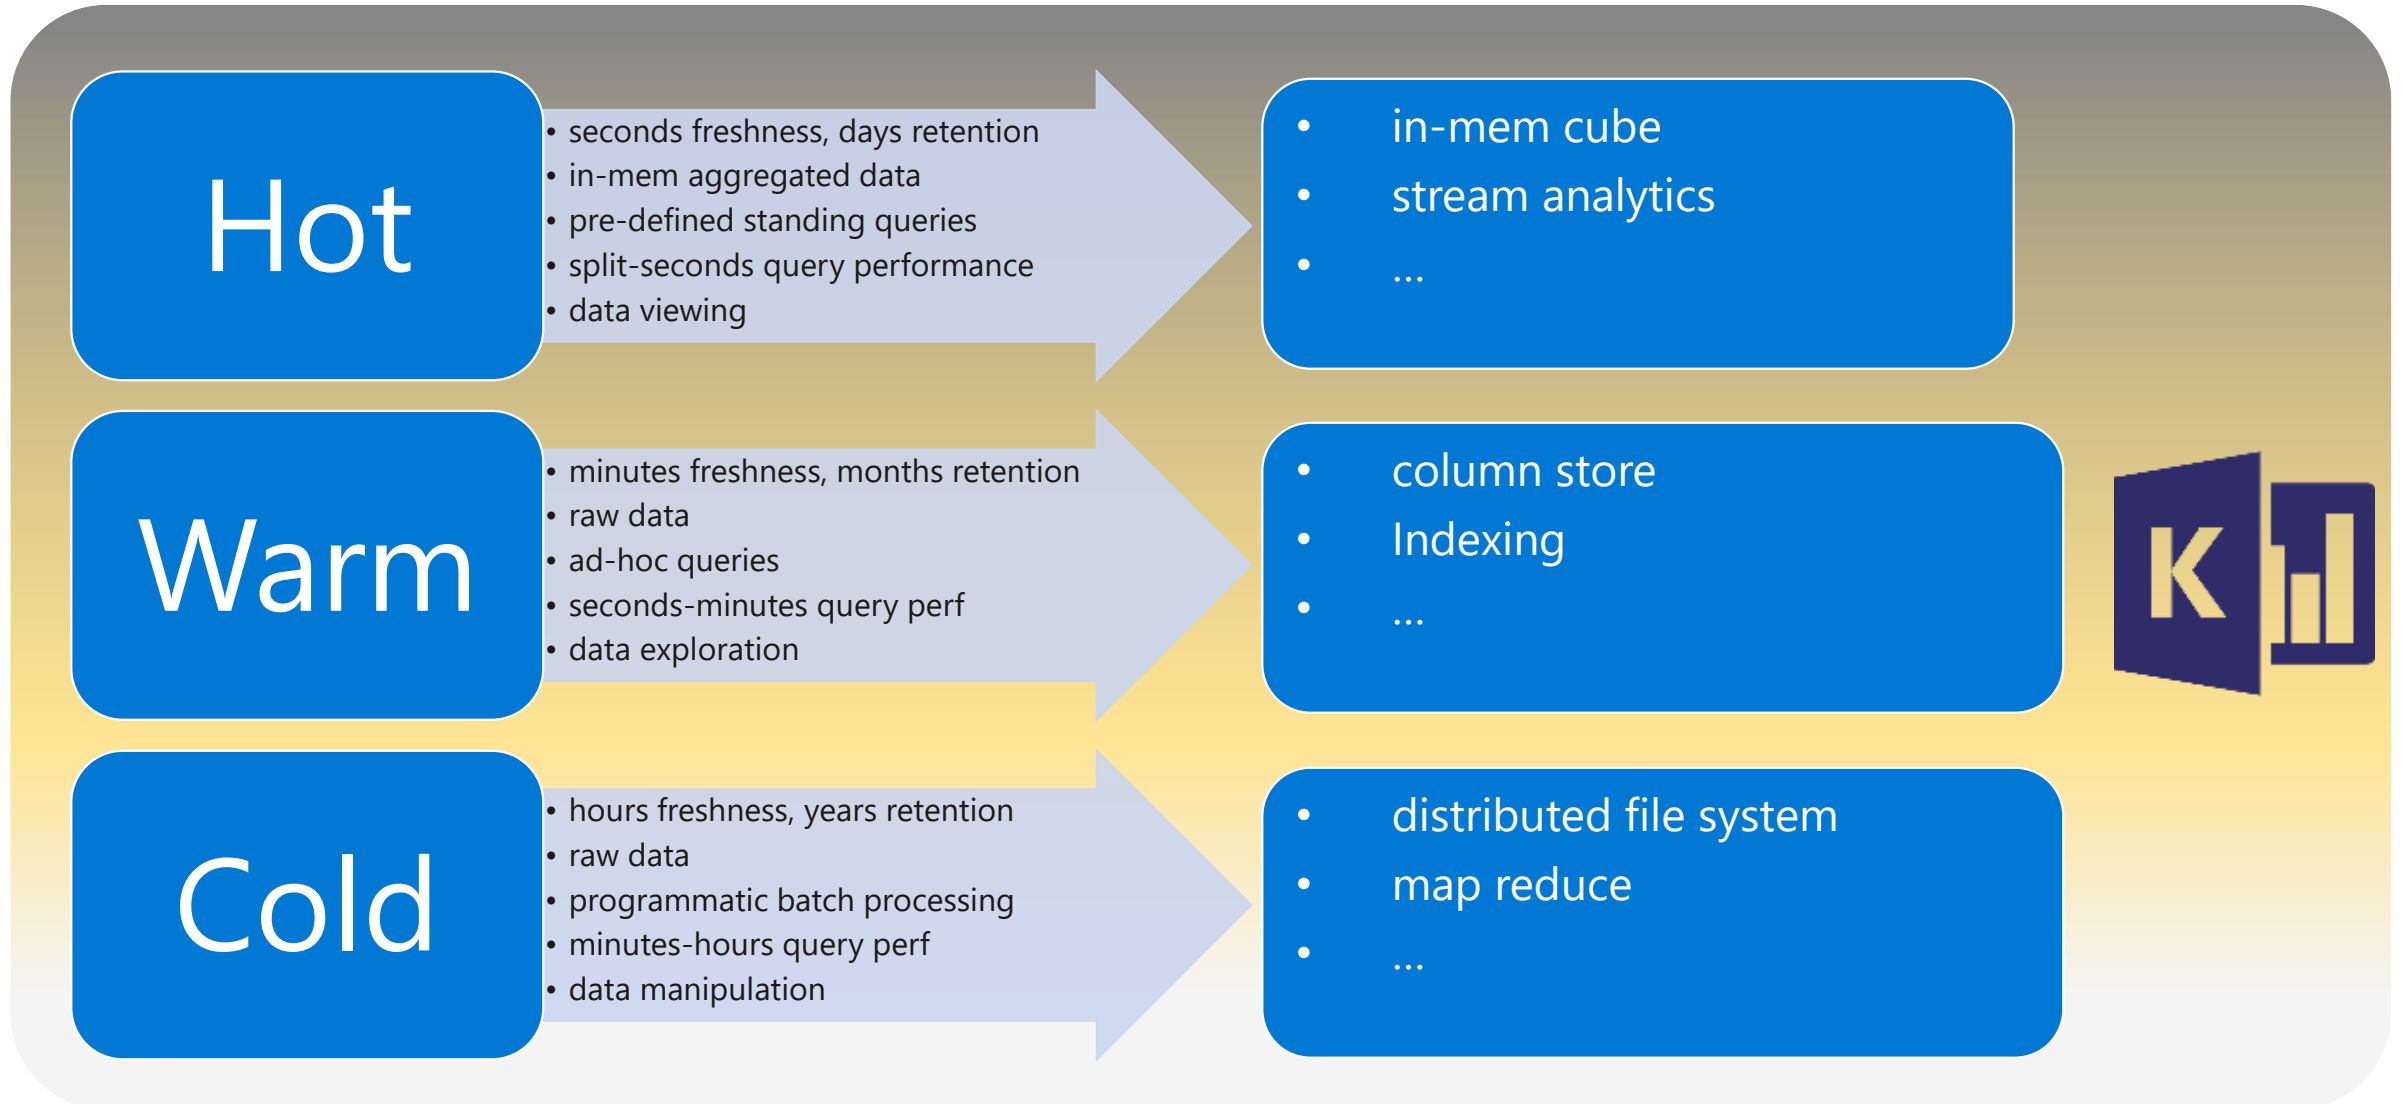 Hot
• seconds freshness, days retention
• in-mem aggregated data
• pre-defined standing queries
• split-seconds query performance
• data viewing
• in-mem cube
• stream analytics
• ...
Warm
• minutes freshness, months retention
• raw data
• ad-hoc queries
• seconds-minutes query perf
• data exploration
• column store
• Indexing
• ...
K
Cold
• hours freshness, years retention
• raw data
• programmatic batch processing
• minutes-hours query perf
• data manipulation
• distributed file system
• map reduce
• ...